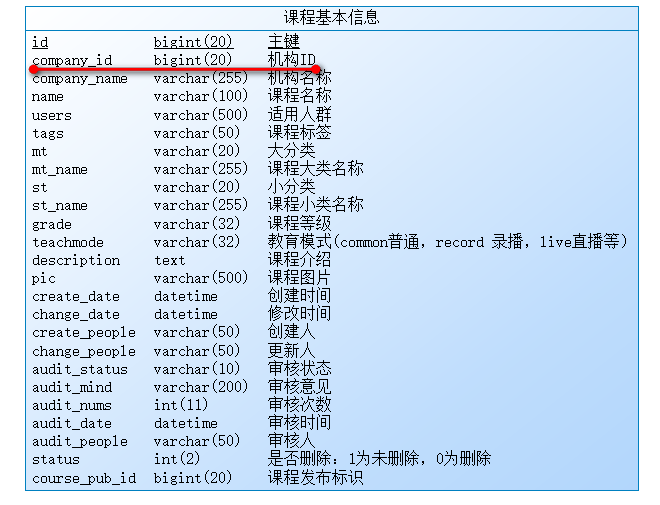 课程基本信息
id bigint(20) 主键
company_id bigint(20) 机构ID
company_name varchar(255) 机构名称
name varchar(100) 课程名称
users varchar(500) 适用人群
tags varchar(50) 课程标签
mt varchar(20) 大分类
mt_name varchar(255) 课程大类名称
st varchar(20) 小分类
st_name varchar(255) 课程小类名称
grade varchar(32) 课程等级
teachmode varchar(32) 教育模式(common普通，record 录播，live直播等)
description text 课程介绍
pic varchar(500) 课程图片
create_date datetime 创建时间
change_date datetime 修改时间
create_people varchar(50) 创建人
change_people varchar(50) 更新人
audit_status varchar(10) 审核状态
audit_mind varchar(200) 审核意见
audit_nums int(11) 审核次数
audit_date datetime 审核时间
audit_people varchar(50) 审核人
status int(2) 是否删除：1为未删除，0为删除
course_pub_id bigint(20) 课程发布标识